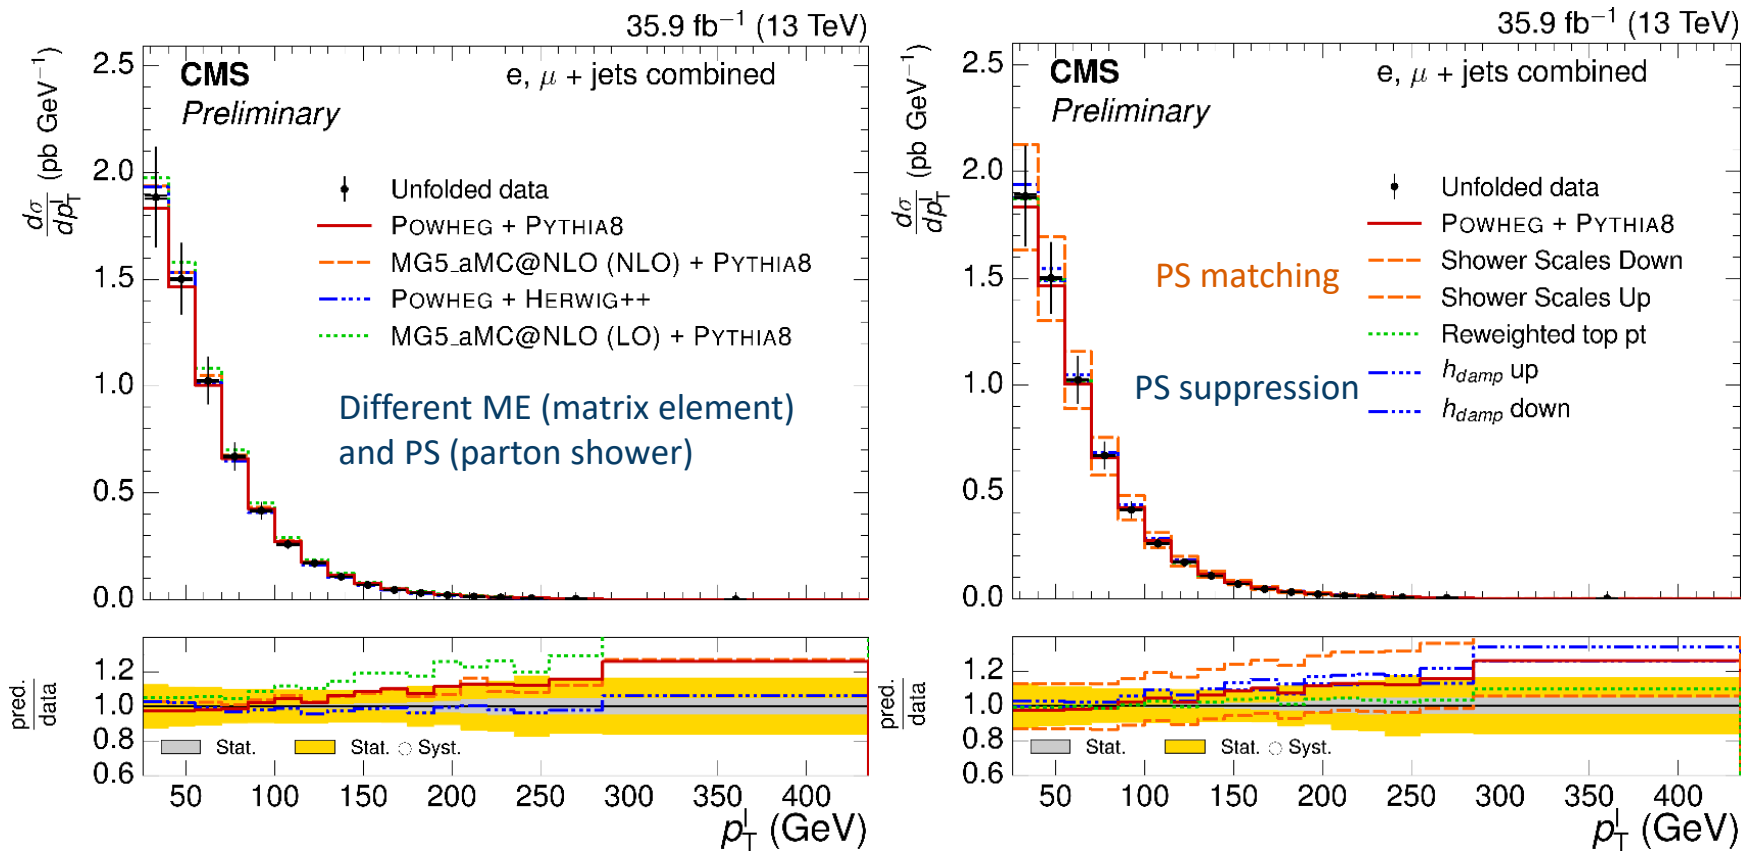 35.9 fb⁻¹ (13 TeV)
CMS
Preliminary
e, μ + jets combined
dσ/dp_T^l (pb GeV⁻¹)
2.5
2.0
1.5
1.0
0.5
0.0
Unfolded data
POWHEG + PYTHIA8
MG5_aMC@NLO (NLO) + PYTHIA8
POWHEG + HERWIG++
MG5_aMC@NLO (LO) + PYTHIA8
Different ME (matrix element)
and PS (parton shower)
pred./data
1.2
1.0
0.8
0.6
Stat.
Stat. ◌ Syst.
50 100 150 200 250 300 350 400
p_T^l (GeV)
35.9 fb⁻¹ (13 TeV)
CMS
Preliminary
e, μ + jets combined
dσ/dp_T^l (pb GeV⁻¹)
2.5
2.0
1.5
1.0
0.5
0.0
Unfolded data
POWHEG + PYTHIA8
Shower Scales Down
Shower Scales Up
Reweighted top pt
h_damp up
h_damp down
PS matching
PS suppression
pred./data
1.2
1.0
0.8
0.6
Stat.
Stat. ◌ Syst.
50 100 150 200 250 300 350 400
p_T^l (GeV)